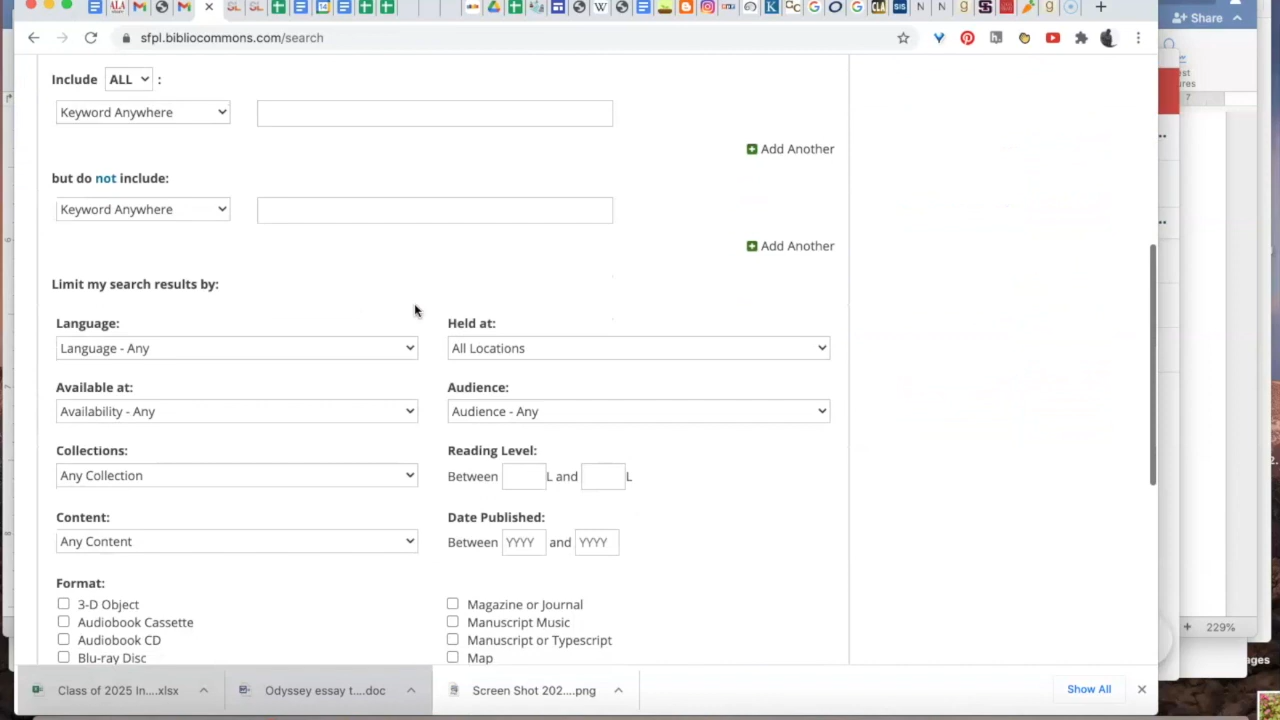 Share
sfpl.bibliocommons.com/search
Include ALL :
Keyword Anywhere
Add Another
but do not include:
Keyword Anywhere
Add Another
Limit my search results by:
Language: Held at:
Language - Any All Locations
Available at: Audience:
Availability - Any Audience - Any
Collections: Reading Level:
Any Collection Between L and L
Content: Date Published:
Any Content Between YYYY and YYYY
Format:
3-D Object Magazine or Journal
Audiobook Cassette Manuscript Music
Audiobook CD Manuscript or Typescript
Blu-ray Disc Map
Class of 2025 In....xlsx Odyssey essay t....doc Screen Shot 202....png Show All
229%